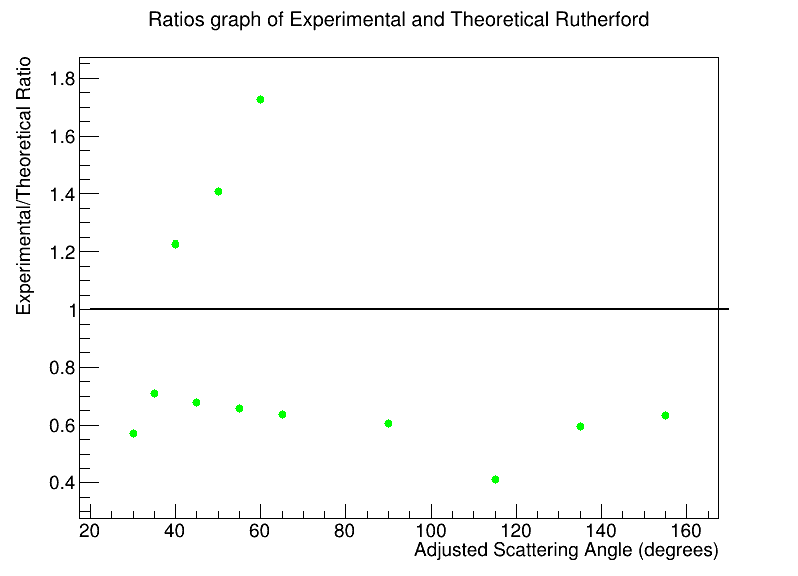 Ratios graph of Experimental and Theoretical Rutherford
Experimental/Theoretical Ratio
1.8
1.6
1.4
1.2
1
0.8
0.6
0.4
20 40 60 80 100 120 140 160
Adjusted Scattering Angle (degrees)